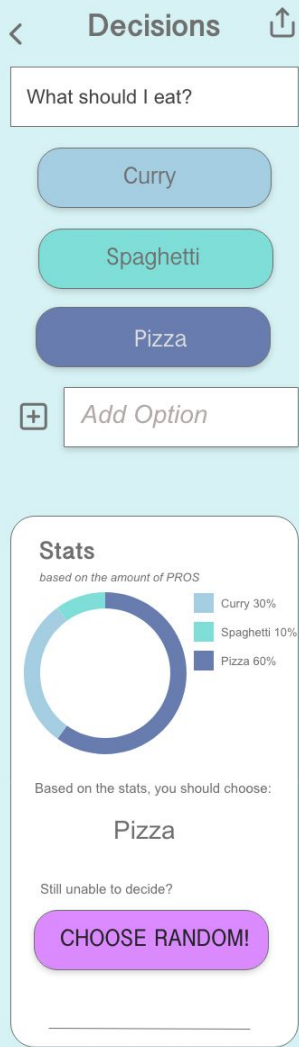 Decisions
What should I eat?
Curry
Spaghetti
Pizza
Add Option
Stats
based on the amount of PROS
Curry 30%
Spaghetti 10%
Pizza 60%
Based on the stats, you should choose:
Pizza
Still unable to decide?
CHOOSE RANDOM!